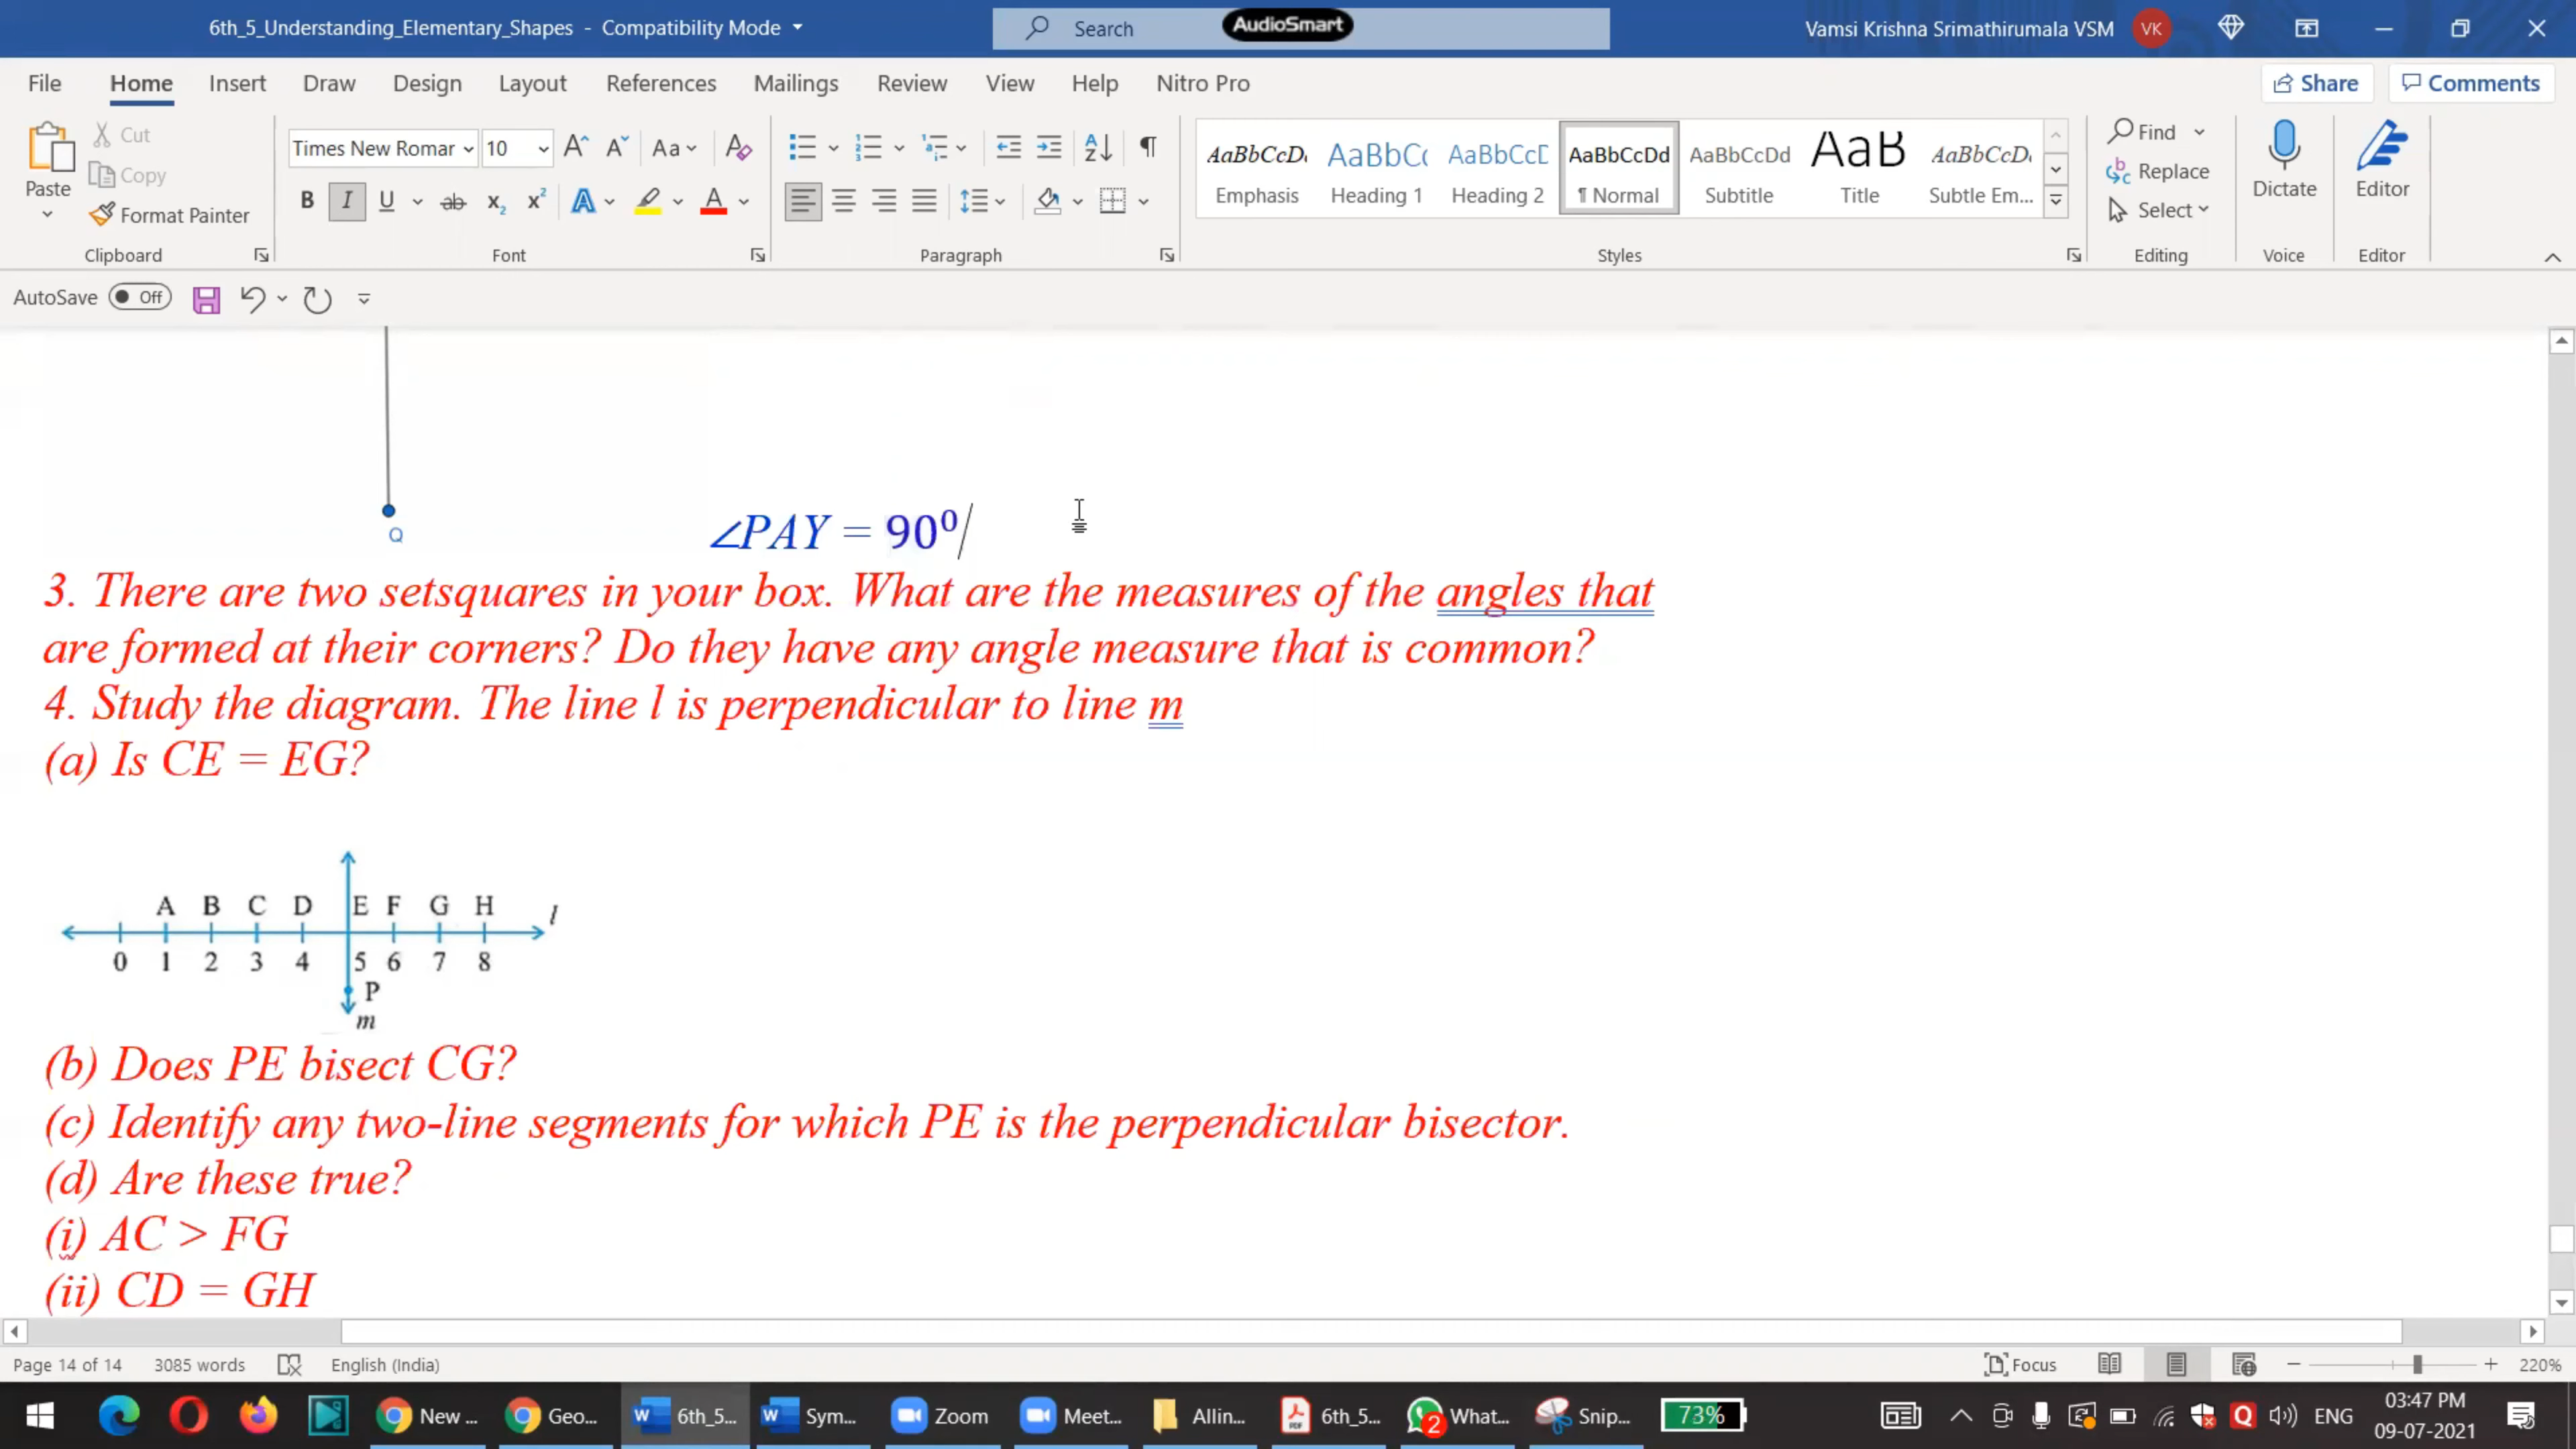 6th_5_Understanding_Elementary_Shapes - Compatibility Mode
Search
AudioSmart
Vamsi Krishna Srimathirumala VSM VK
File Home Insert Draw Design Layout References Mailings Review View Help Nitro Pro
Share Comments
Paste
Cut
Copy
Format Painter
Clipboard
Times New Romar 10
Font
Paragraph
AaBbCcD AaBbC AaBbCcD AaBbCcDd AaBbCcDd AaB AaBbCcD
Emphasis Heading 1 Heading 2 ¶ Normal Subtitle Title Subtle Em...
Styles
Find
Replace
Select
Editing
Dictate
Voice
Editor
Editor
AutoSave Off
Q
∠PAY = 90⁰
3. There are two setsquares in your box. What are the measures of the angles that
are formed at their corners? Do they have any angle measure that is common?
4. Study the diagram. The line l is perpendicular to line m
(a) Is CE = EG?
A B C D E F G H l
0 1 2 3 4 5 6 7 8
P
m
(b) Does PE bisect CG?
(c) Identify any two-line segments for which PE is the perpendicular bisector.
(d) Are these true?
(i) AC > FG
(ii) CD = GH
Page 14 of 14 3085 words English (India) Focus 220%
New ... Geo... 6th_5... Sym... Zoom Meet... Allin... 6th_5... What... Snip... 73% ENG
03:47 PM
09-07-2021